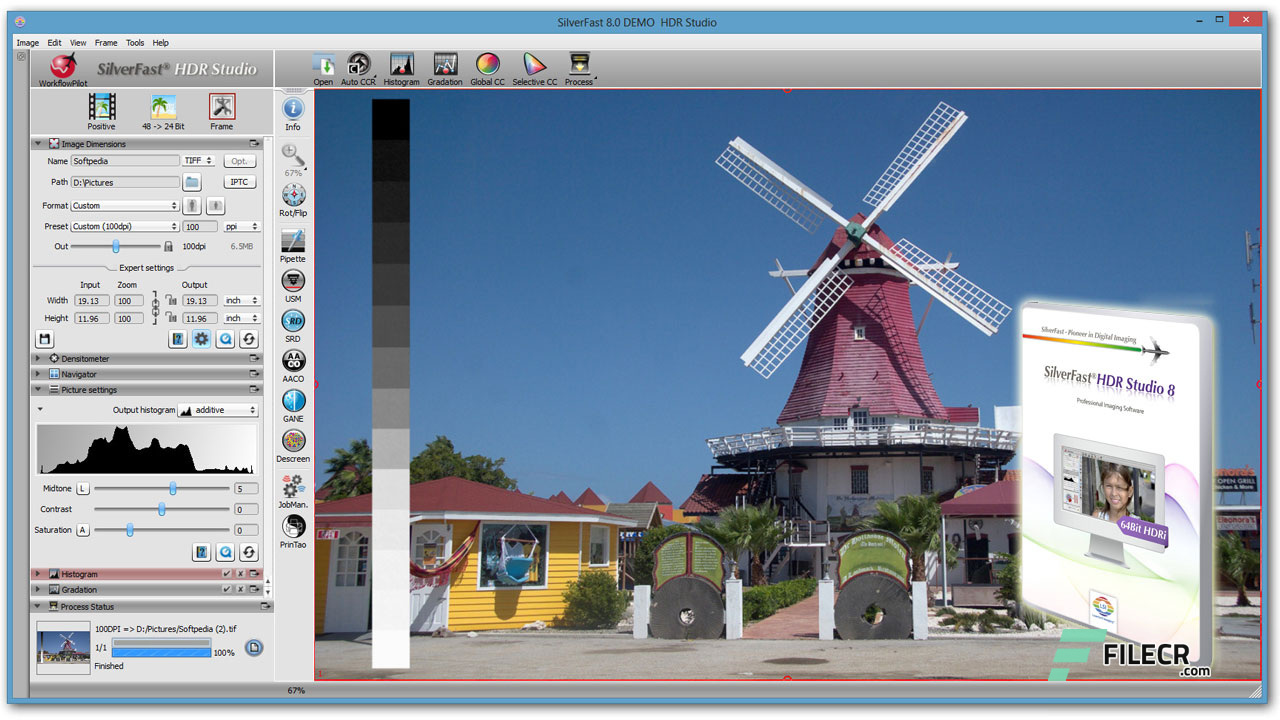 SilverFast 8.0 DEMO HDR Studio
Image Edit View Frame Tools Help
WorkflowPilot
SilverFast® HDR Studio
Open Auto CCR Histogram Gradation Global CC Selective CC Process
Positive 48 -> 24 Bit Frame
Image Dimensions
Name Softpedia TIFF Opt.
Path D:\Pictures IPTC
Format Custom
Preset Custom (100dpi) 100 ppi
Out 100dpi 6.5MB
Expert settings
Input Zoom Output
Width 19.13 100 19.13 inch
Height 11.96 100 11.96 inch
Densitometer
Navigator
Picture settings
Output histogram additive
Midtone L 5
Contrast 0
Saturation A 0
Histogram
Gradation
Process Status
100DPI => D:/Pictures/Softpedia (2).tif
1/1 100%
Finished
Info
67%
Rot/Flip
Pipette
USM
SRD
SRD
AACO
GANE
Descreen
JobMan.
PrinTao
SilverFast - Pioneer in Digital Imaging
SilverFast® HDR Studio 8
Professional Imaging Software
64Bit HDRi
LSI
OPEN GRILL
FILECR
.com
67%